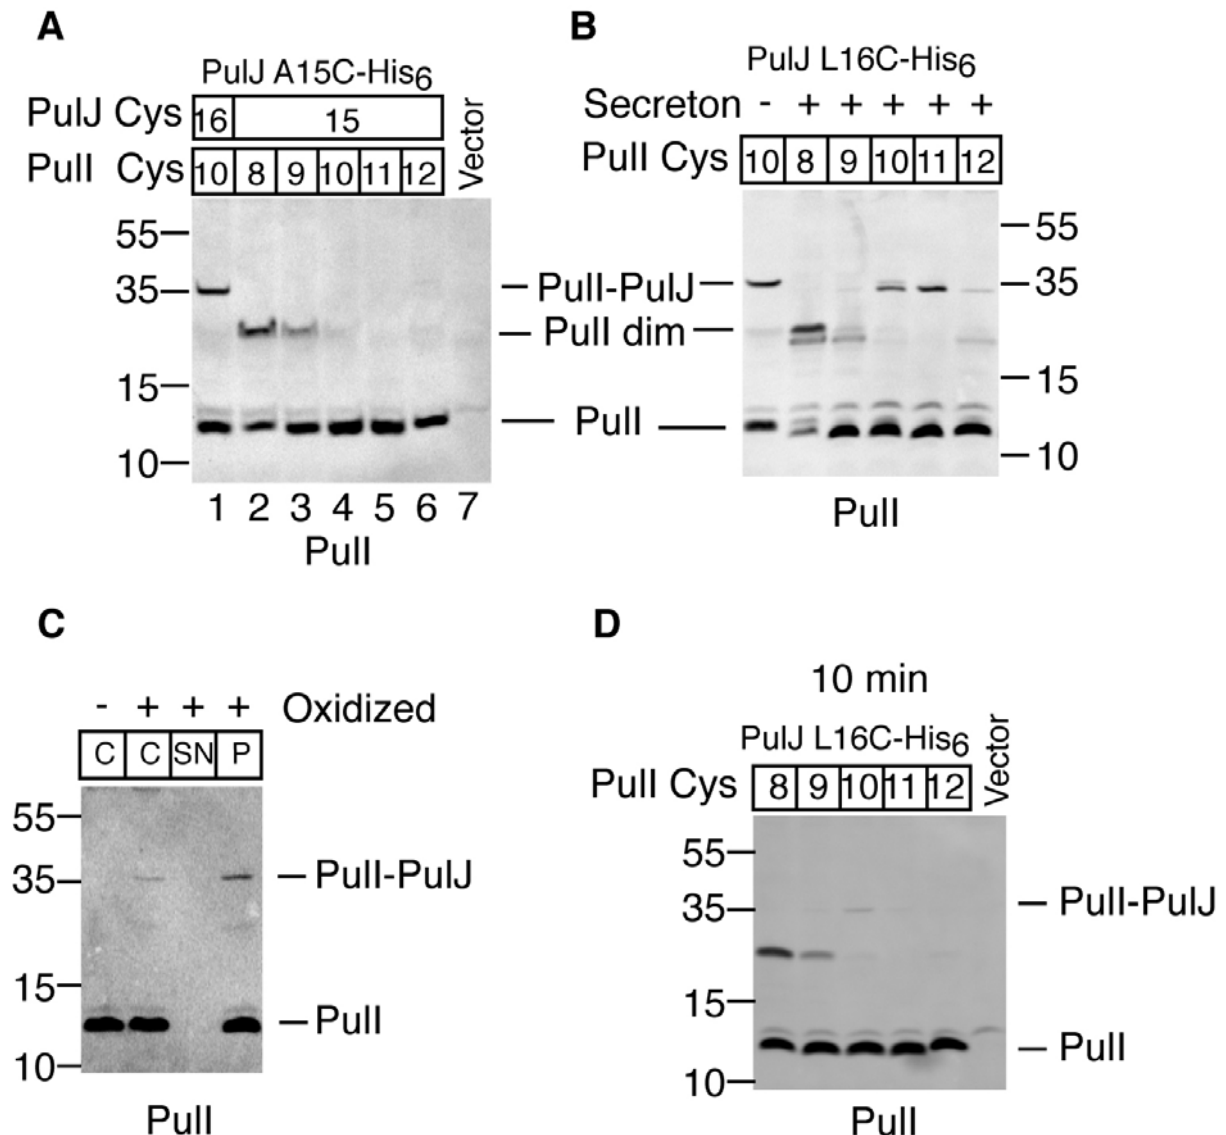 A
PulJ A15C-His6
PulJ Cys 16 15
PulI Cys 10 8 9 10 11 12 Vector
55
35
15
10
1 2 3 4 5 6 7
PulI
B
PulJ L16C-His6
Secreton - + + + + +
PulI Cys 10 8 9 10 11 12
PulI-PulJ
PulI dim
PulI
55
35
15
10
PulI
C
- + + + Oxidized
C C SN P
55
35
15
10
PulI-PulJ
PulI
PulI
D
10 min
PulJ L16C-His6
PulI Cys 8 9 10 11 12 Vector
55
35
15
10
PulI-PulJ
PulI
PulI